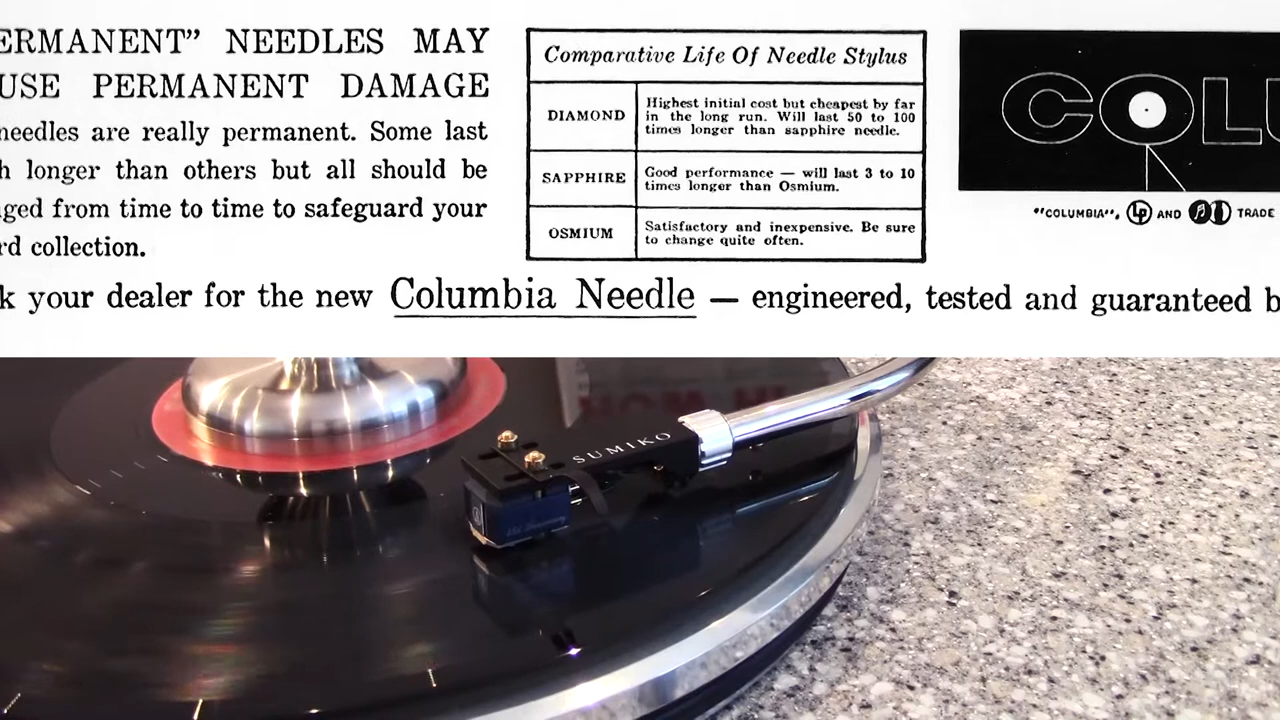 ERMANENT” NEEDLES MAY
USE PERMANENT DAMAGE
needles are really permanent. Some last
h longer than others but all should be
ged from time to time to safeguard your
rd collection.
Comparative Life Of Needle Stylus
DIAMOND
Highest initial cost but cheapest by far
in the long run. Will last 50 to 100
times longer than sapphire needle.
SAPPHIRE
Good performance — will last 3 to 10
times longer than Osmium.
OSMIUM
Satisfactory and inexpensive. Be sure
to change quite often.
COLU
"COLUMBIA", LP AND TRADE
k your dealer for the new Columbia Needle — engineered, tested and guaranteed b
SUMIKO